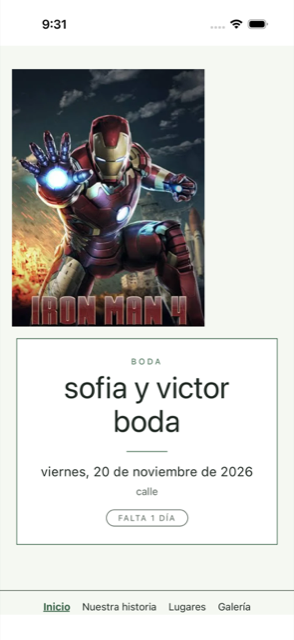 9:31
IRON MAN 4
BODA
sofia y victor
boda
viernes, 20 de noviembre de 2026
calle
FALTA 1 DÍA
Inicio Nuestra historia Lugares Galería